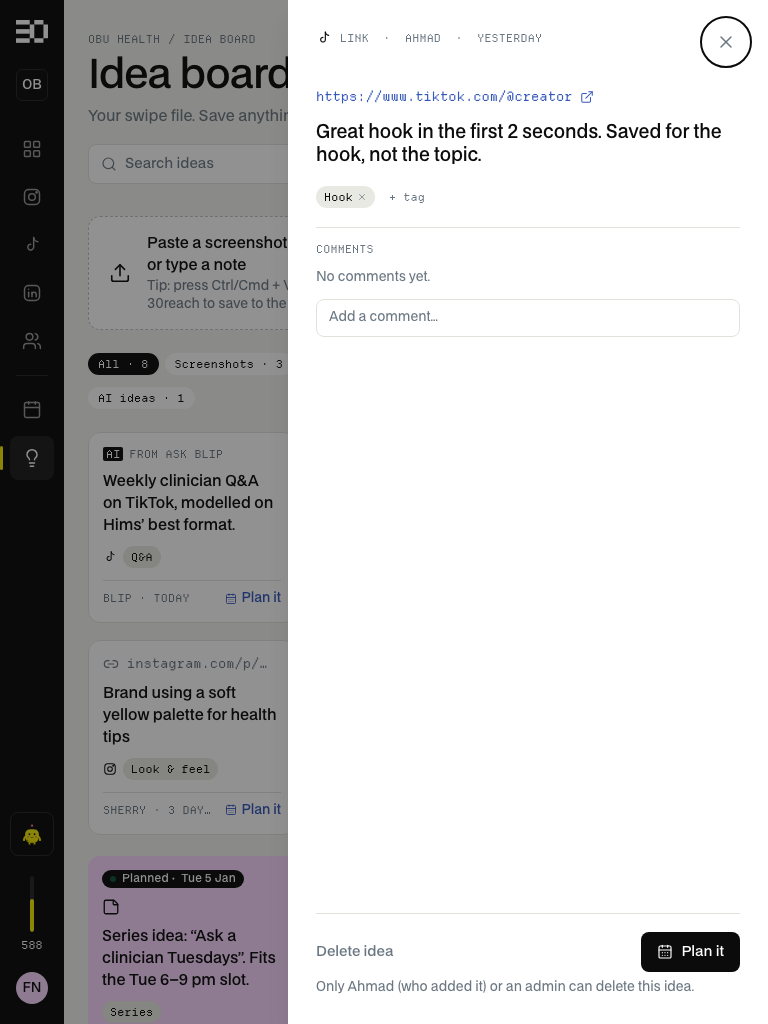 30
OB
588
FN
OBU HEALTH / IDEA BOARD
Idea board
Your swipe file. Save anythin
Search ideas
Paste a screenshot
or type a note
Tip: press Ctrl/Cmd + V
30reach to save to the
All · 8
Screenshots · 3
AI ideas · 1
AI FROM ASK BLIP
Weekly clinician Q&A
on TikTok, modelled on
Hims’ best format.
Q&A
BLIP · TODAY
Plan it
instagram.com/p/…
Brand using a soft
yellow palette for health
tips
Look & feel
SHERRY · 3 DAY…
Plan it
Planned · Tue 5 Jan
Series idea: “Ask a
clinician Tuesdays”. Fits
the Tue 6–9 pm slot.
Series
LINK · AHMAD · YESTERDAY
https://www.tiktok.com/@creator
Great hook in the first 2 seconds. Saved for the
hook, not the topic.
Hook ×
+ tag
COMMENTS
No comments yet.
Add a comment…
Delete idea
Plan it
Only Ahmad (who added it) or an admin can delete this idea.